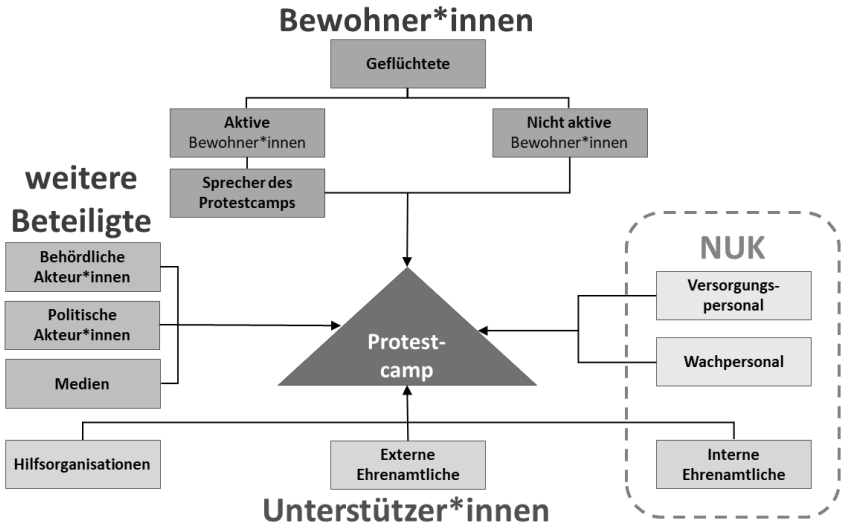 Bewohner*innen
Geflüchtete
Aktive
Bewohner*innen
Nicht aktive
Bewohner*innen
Sprecher des
Protestcamps
weitere
Beteiligte
Behördliche
Akteur*innen
Politische
Akteur*innen
Medien
NUK
Versorgungs-
personal
Wachpersonal
Protest-
camp
Hilfsorganisationen
Externe
Ehrenamtliche
Interne
Ehrenamtliche
Unterstützer*innen